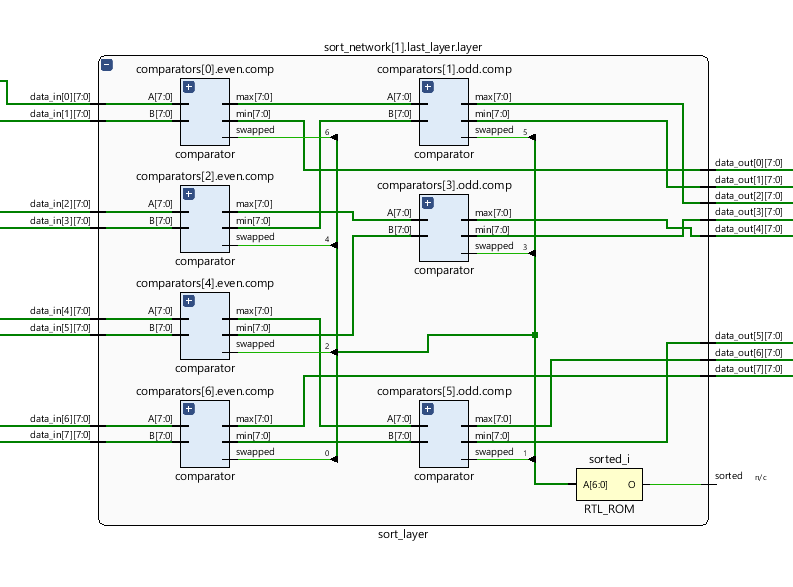 sort_network[1].last_layer.layer
comparators[0].even.comp
comparators[1].odd.comp
data_in[0][7:0]
A[7:0]
max[7:0]
A[7:0]
max[7:0]
data_in[1][7:0]
B[7:0]
min[7:0]
B[7:0]
min[7:0]
swapped
6
swapped
5
comparator
comparator
data_out[0][7:0]
comparators[2].even.comp
data_out[1][7:0]
comparators[3].odd.comp
data_out[2][7:0]
data_in[2][7:0]
A[7:0]
max[7:0]
A[7:0]
max[7:0]
data_out[3][7:0]
data_in[3][7:0]
B[7:0]
min[7:0]
B[7:0]
min[7:0]
data_out[4][7:0]
swapped
4
swapped
3
comparator
comparator
comparators[4].even.comp
data_in[4][7:0]
A[7:0]
max[7:0]
data_in[5][7:0]
B[7:0]
min[7:0]
data_out[5][7:0]
swapped
2
data_out[6][7:0]
comparator
data_out[7][7:0]
comparators[6].even.comp
comparators[5].odd.comp
data_in[6][7:0]
A[7:0]
max[7:0]
A[7:0]
max[7:0]
data_in[7][7:0]
B[7:0]
min[7:0]
B[7:0]
min[7:0]
swapped
0
swapped
1
sorted_i
comparator
comparator
A[6:0]
O
sorted
n/c
RTL_ROM
sort_layer